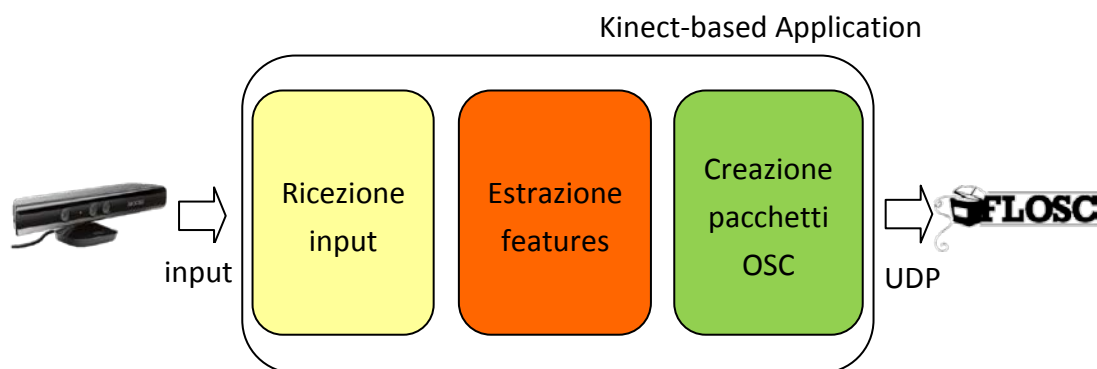 Kinect-based Application
Ricezione
input
Estrazione
features
Creazione
pacchetti
OSC
input
UDP
FLOSC